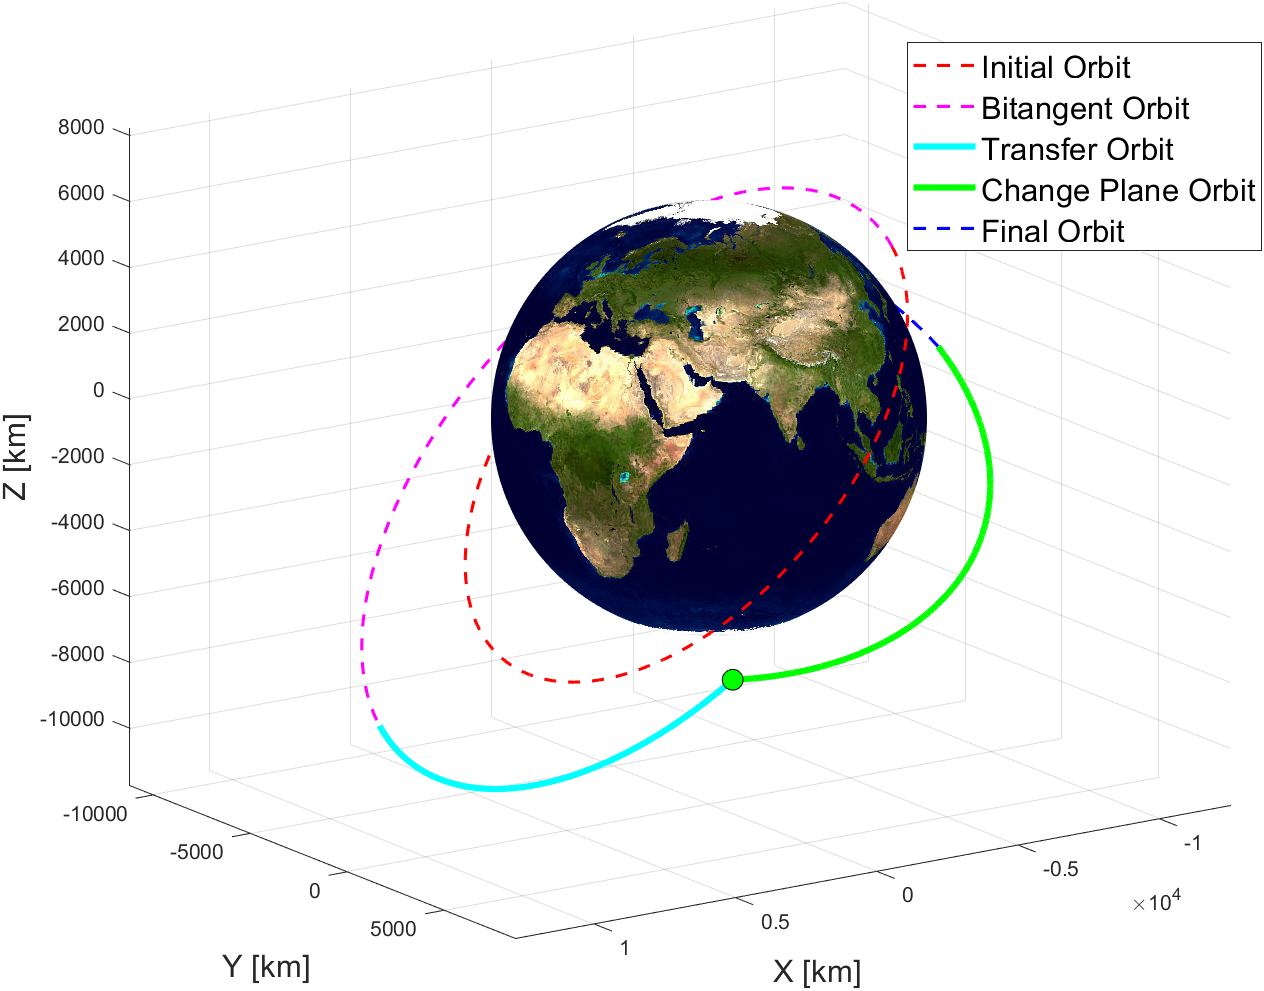 Initial Orbit
Bitangent Orbit
Transfer Orbit
Change Plane Orbit
Final Orbit
8000
6000
4000
2000
0
-2000
-4000
-6000
-8000
-10000
Z [km]
-10000
-5000
0
5000
Y [km]
1
0.5
0
-0.5
-1
×10⁴
X [km]